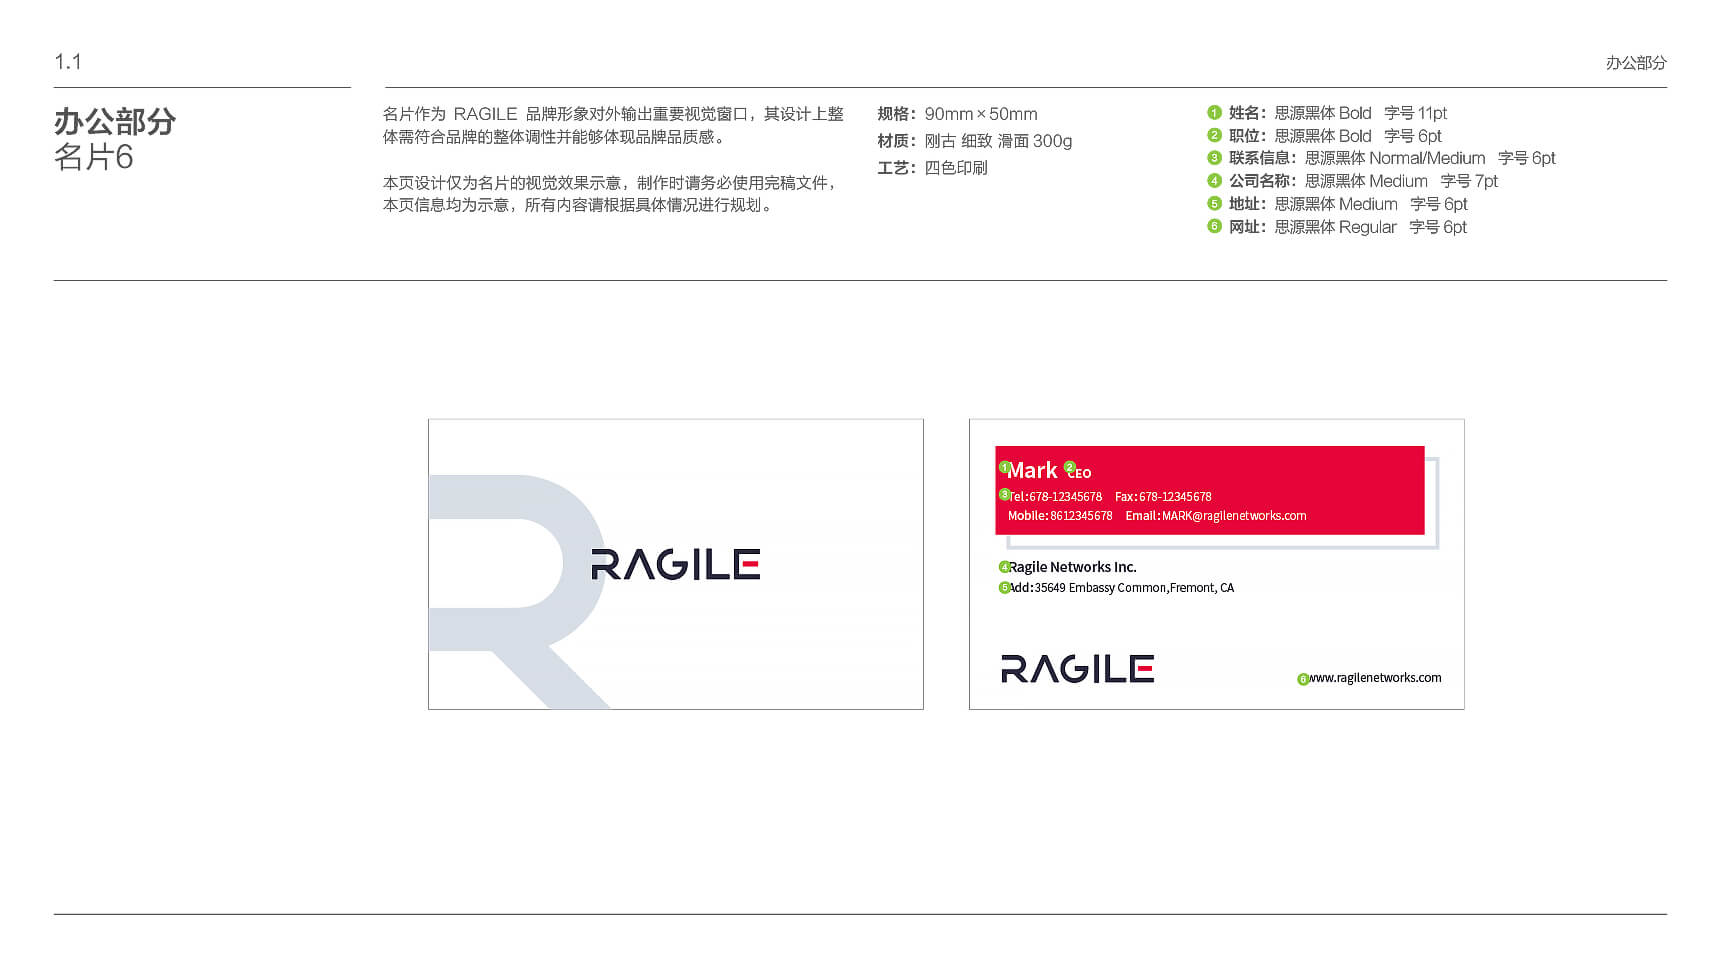 1.1
办公部分
办公部分
名片6
名片作为 RAGILE 品牌形象对外输出重要视觉窗口，其设计上整
体需符合品牌的整体调性并能够体现品牌品质感。
本页设计仅为名片的视觉效果示意，制作时请务必使用完稿文件，
本页信息均为示意，所有内容请根据具体情况进行规划。
规格：90mm×50mm
材质：刚古 细致 滑面 300g
工艺：四色印刷
1 姓名：思源黑体 Bold 字号 11pt
2 职位：思源黑体 Bold 字号 6pt
3 联系信息：思源黑体 Normal/Medium 字号 6pt
4 公司名称：思源黑体 Medium 字号 7pt
5 地址：思源黑体 Medium 字号 6pt
6 网址：思源黑体 Regular 字号 6pt
RAGILE
1 Mark 2 CEO
3 Tel:678-12345678 Fax:678-12345678
Mobile:8612345678 Email:MARK@ragilenetworks.com
4 Ragile Networks Inc.
5 Add:35649 Embassy Common,Fremont, CA
RAGILE
6 www.ragilenetworks.com